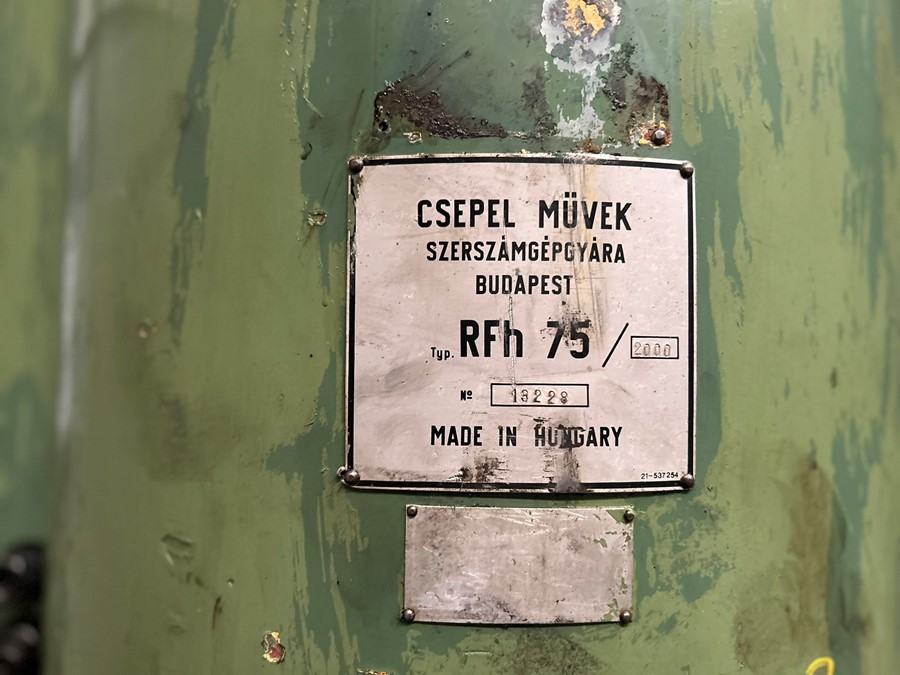 CSEPEL MÜVEK
SZERSZÁMGÉPGYÁRA
BUDAPEST
Typ. RFh 75 / 2000
Nº 13228
MADE IN HUNGARY
21-537254